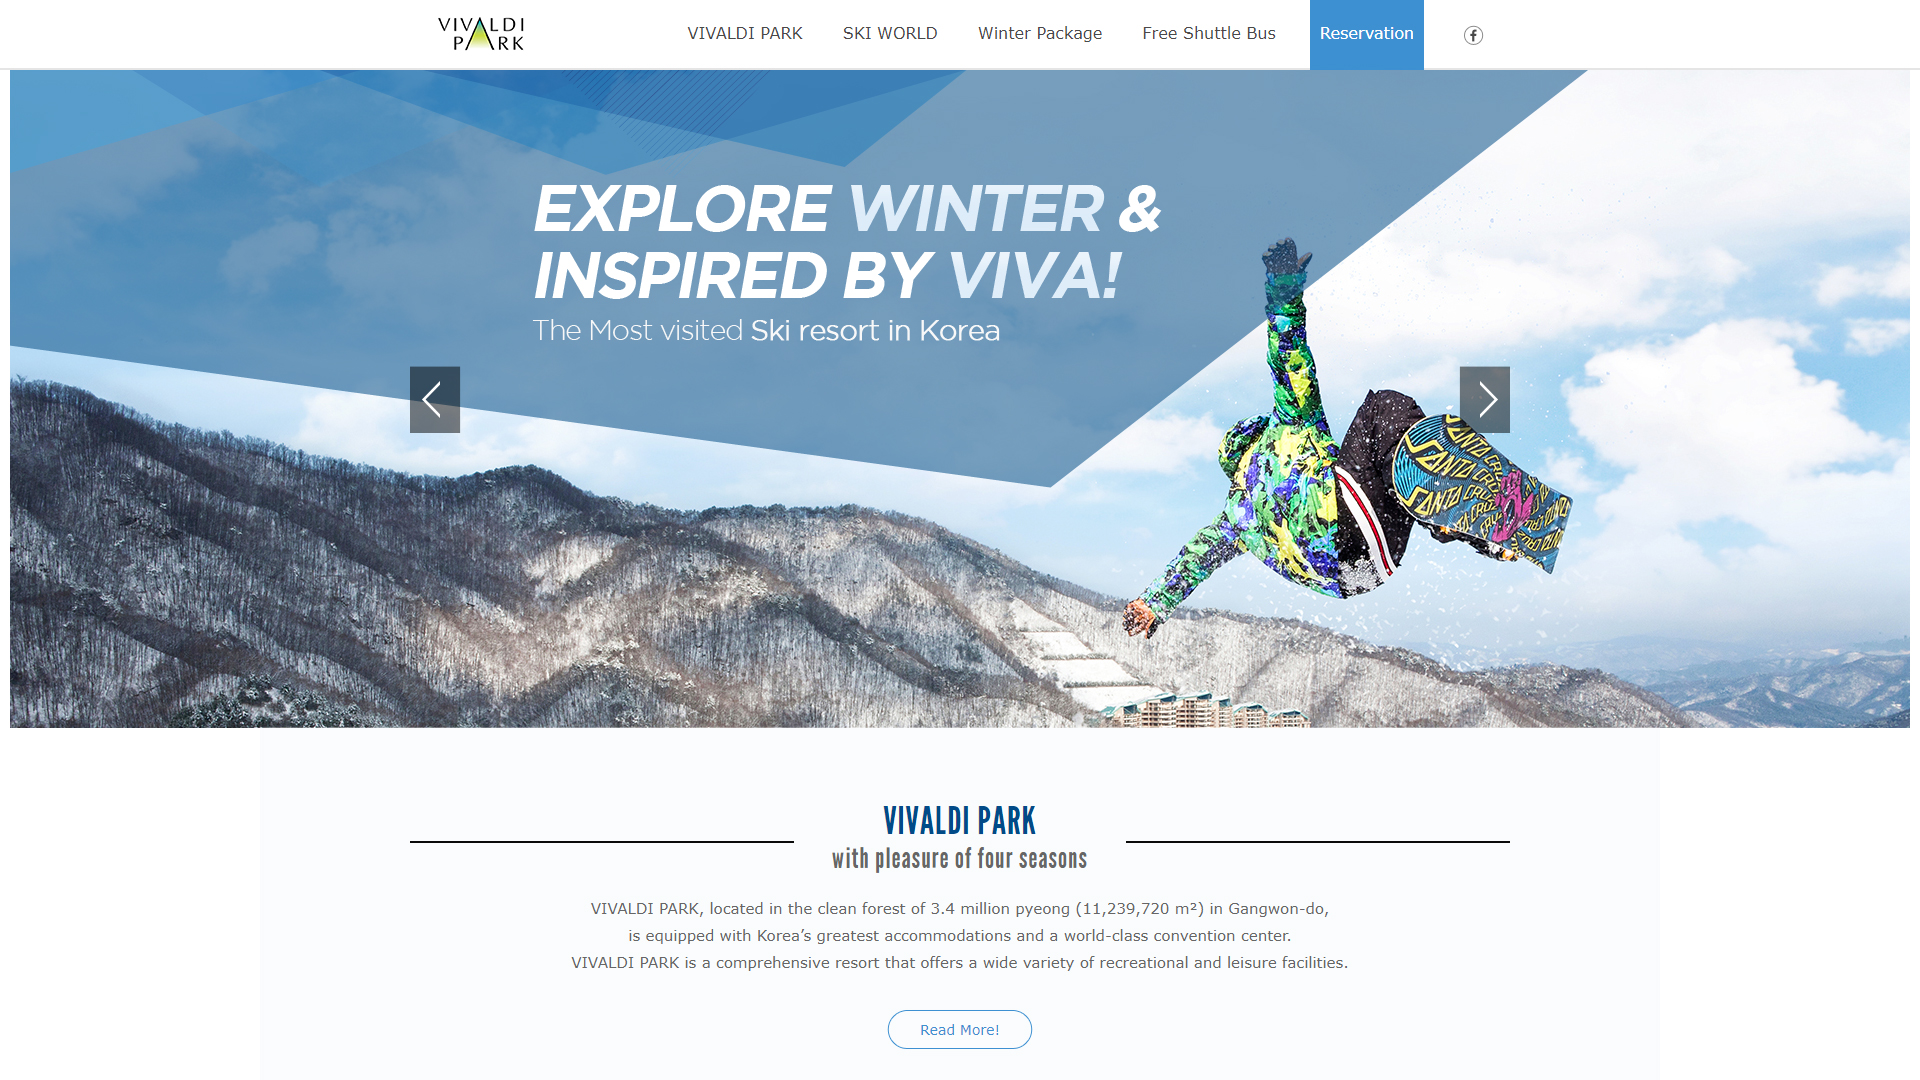 VIVALDI
PARK
VIVALDI PARK
SKI WORLD
Winter Package
Free Shuttle Bus
Reservation
EXPLORE WINTER &
INSPIRED BY VIVA!
The Most visited Ski resort in Korea
SANTA CRUZ
VIVALDI PARK
with pleasure of four seasons
VIVALDI PARK, located in the clean forest of 3.4 million pyeong (11,239,720 m²) in Gangwon-do,
is equipped with Korea’s greatest accommodations and a world-class convention center.
VIVALDI PARK is a comprehensive resort that offers a wide variety of recreational and leisure facilities.
Read More!